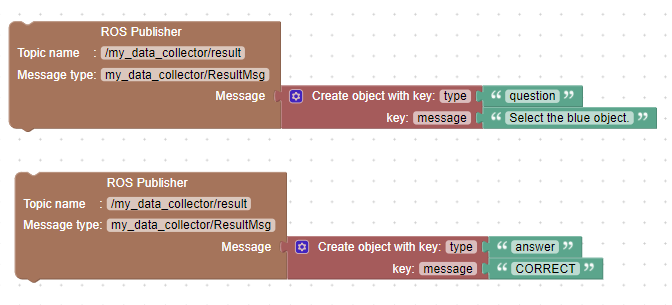 ROS Publisher
Topic name : /my_data_collector/result
Message type: my_data_collector/ResultMsg
Message Create object with key: type “ question ”
key: message “ Select the blue object. ”
ROS Publisher
Topic name : /my_data_collector/result
Message type: my_data_collector/ResultMsg
Message Create object with key: type “ answer ”
key: message “ CORRECT ”